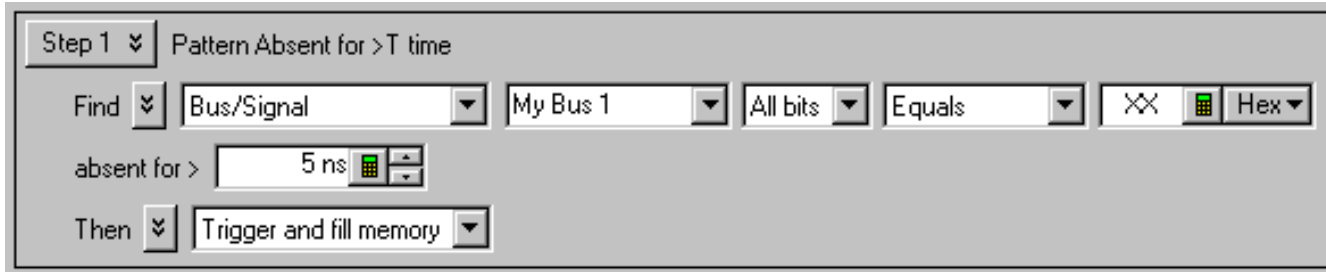 Step 1 Pattern Absent for >T time
Find Bus/Signal My Bus 1 All bits Equals XX Hex
absent for > 5 ns
Then Trigger and fill memory